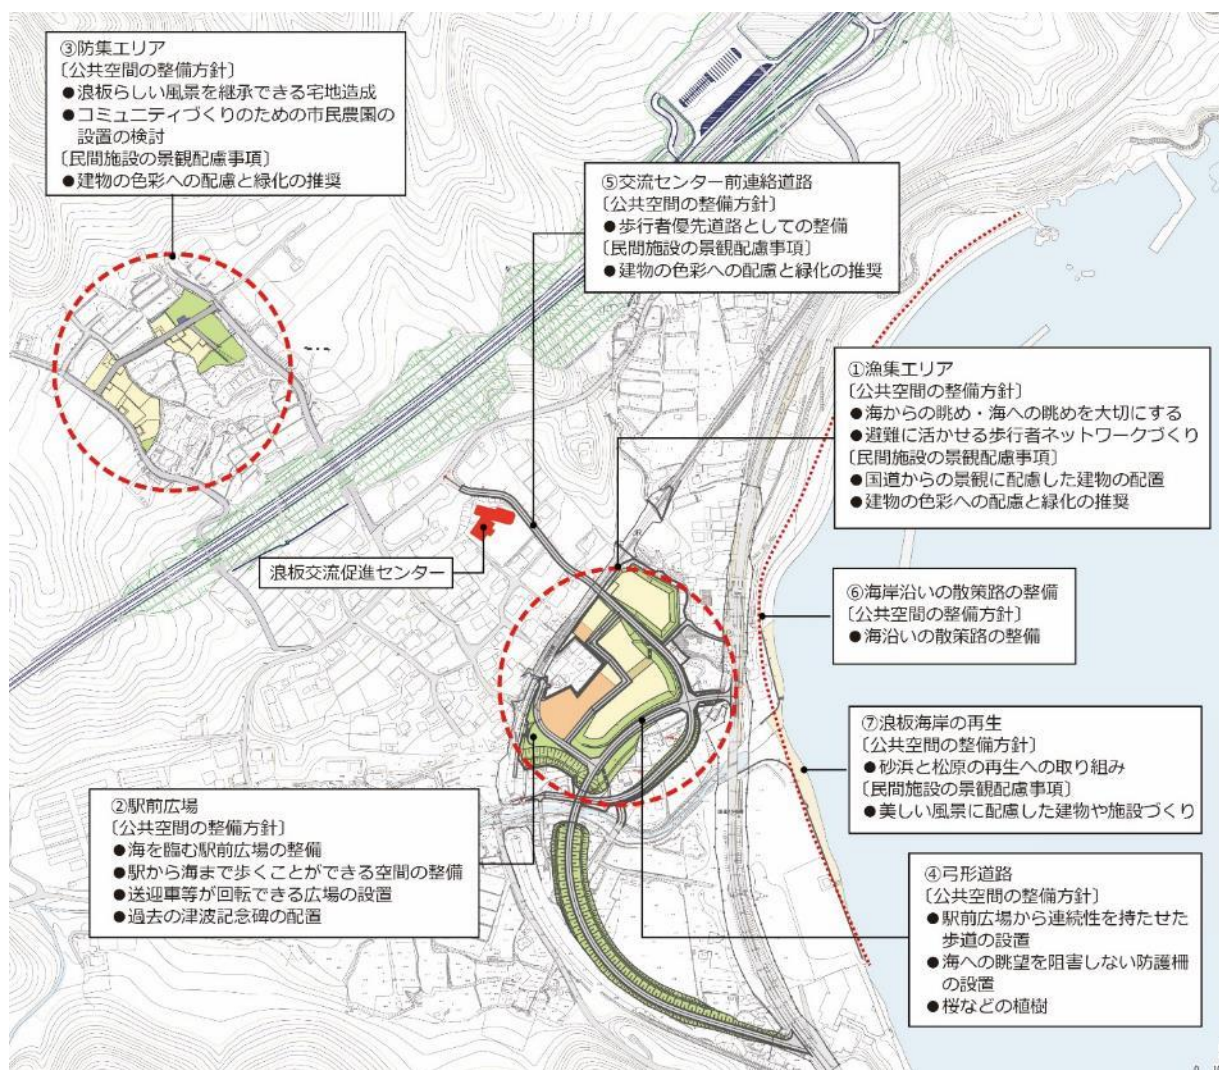 ③防集エリア
〔公共空間の整備方針〕
●浪板らしい風景を継承できる宅地造成
●コミュニティづくりのための市民農園の
設置の検討
〔民間施設の景観配慮事項〕
●建物の色彩への配慮と緑化の推奨
⑤交流センター前連絡道路
〔公共空間の整備方針〕
●歩行者優先道路としての整備
〔民間施設の景観配慮事項〕
●建物の色彩への配慮と緑化の推奨
①漁集エリア
〔公共空間の整備方針〕
●海からの眺め・海への眺めを大切にする
●避難に活かせる歩行者ネットワークづくり
〔民間施設の景観配慮事項〕
●国道からの景観に配慮した建物の配置
●建物の色彩への配慮と緑化の推奨
浪板交流促進センター
⑥海岸沿いの散策路の整備
〔公共空間の整備方針〕
●海沿いの散策路の整備
⑦浪板海岸の再生
〔公共空間の整備方針〕
●砂浜と松原の再生への取り組み
〔民間施設の景観配慮事項〕
●美しい風景に配慮した建物や施設づくり
②駅前広場
〔公共空間の整備方針〕
●海を臨む駅前広場の整備
●駅から海まで歩くことができる空間の整備
●送迎車等が回転できる広場の設置
●過去の津波記念碑の配置
④弓形道路
〔公共空間の整備方針〕
●駅前広場から連続性を持たせた
歩道の設置
●海への眺望を阻害しない防護柵
の設置
●桜などの植樹